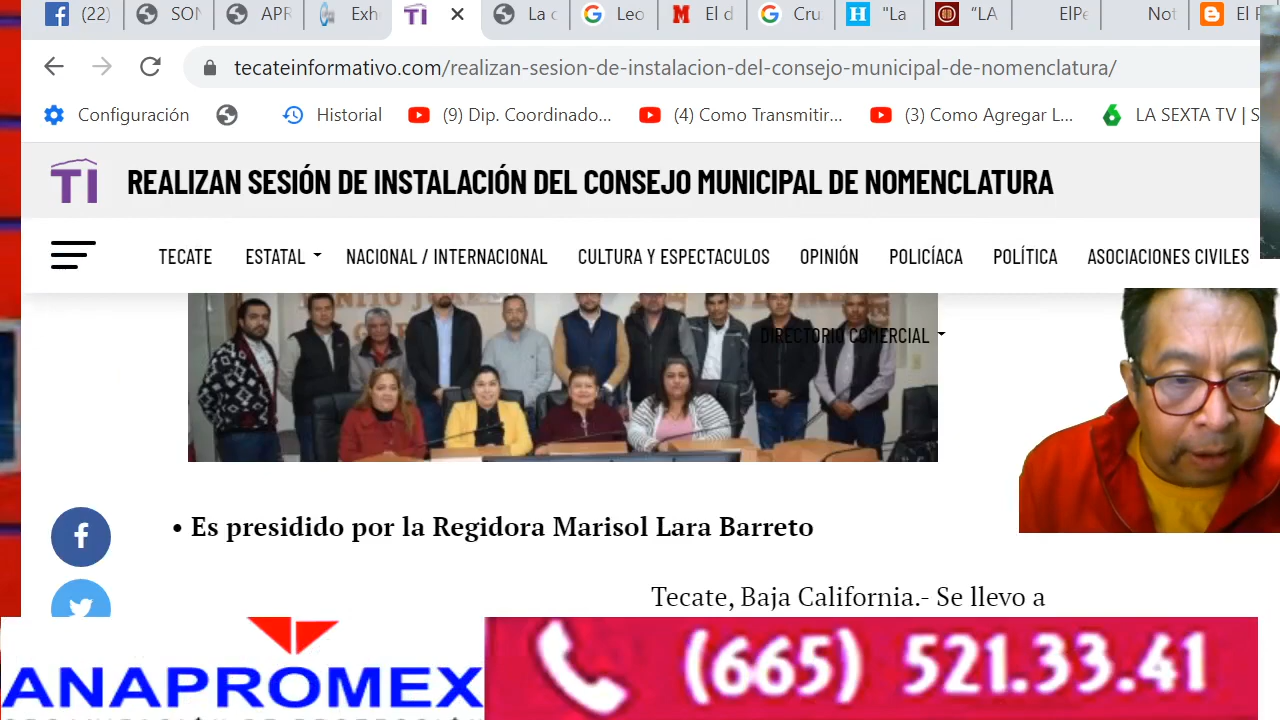 (22)
SON
APR
Exh
La c
Leo
El d
Cru
"La
"LA
ElPe
Not
El P
tecateinformativo.com/realizan-sesion-de-instalacion-del-consejo-municipal-de-nomenclatura/
Configuración
Historial
(9) Dip. Coordinado...
(4) Como Transmitir...
(3) Como Agregar L...
LA SEXTA TV | S
TI REALIZAN SESIÓN DE INSTALACIÓN DEL CONSEJO MUNICIPAL DE NOMENCLATURA
TECATE ESTATAL NACIONAL / INTERNACIONAL CULTURA Y ESPECTACULOS OPINIÓN POLICÍACA POLÍTICA ASOCIACIONES CIVILES
DIRECTORIO COMERCIAL
• Es presidido por la Regidora Marisol Lara Barreto
Tecate, Baja California.- Se llevo a
ANAPROMEX
(665) 521.33.41